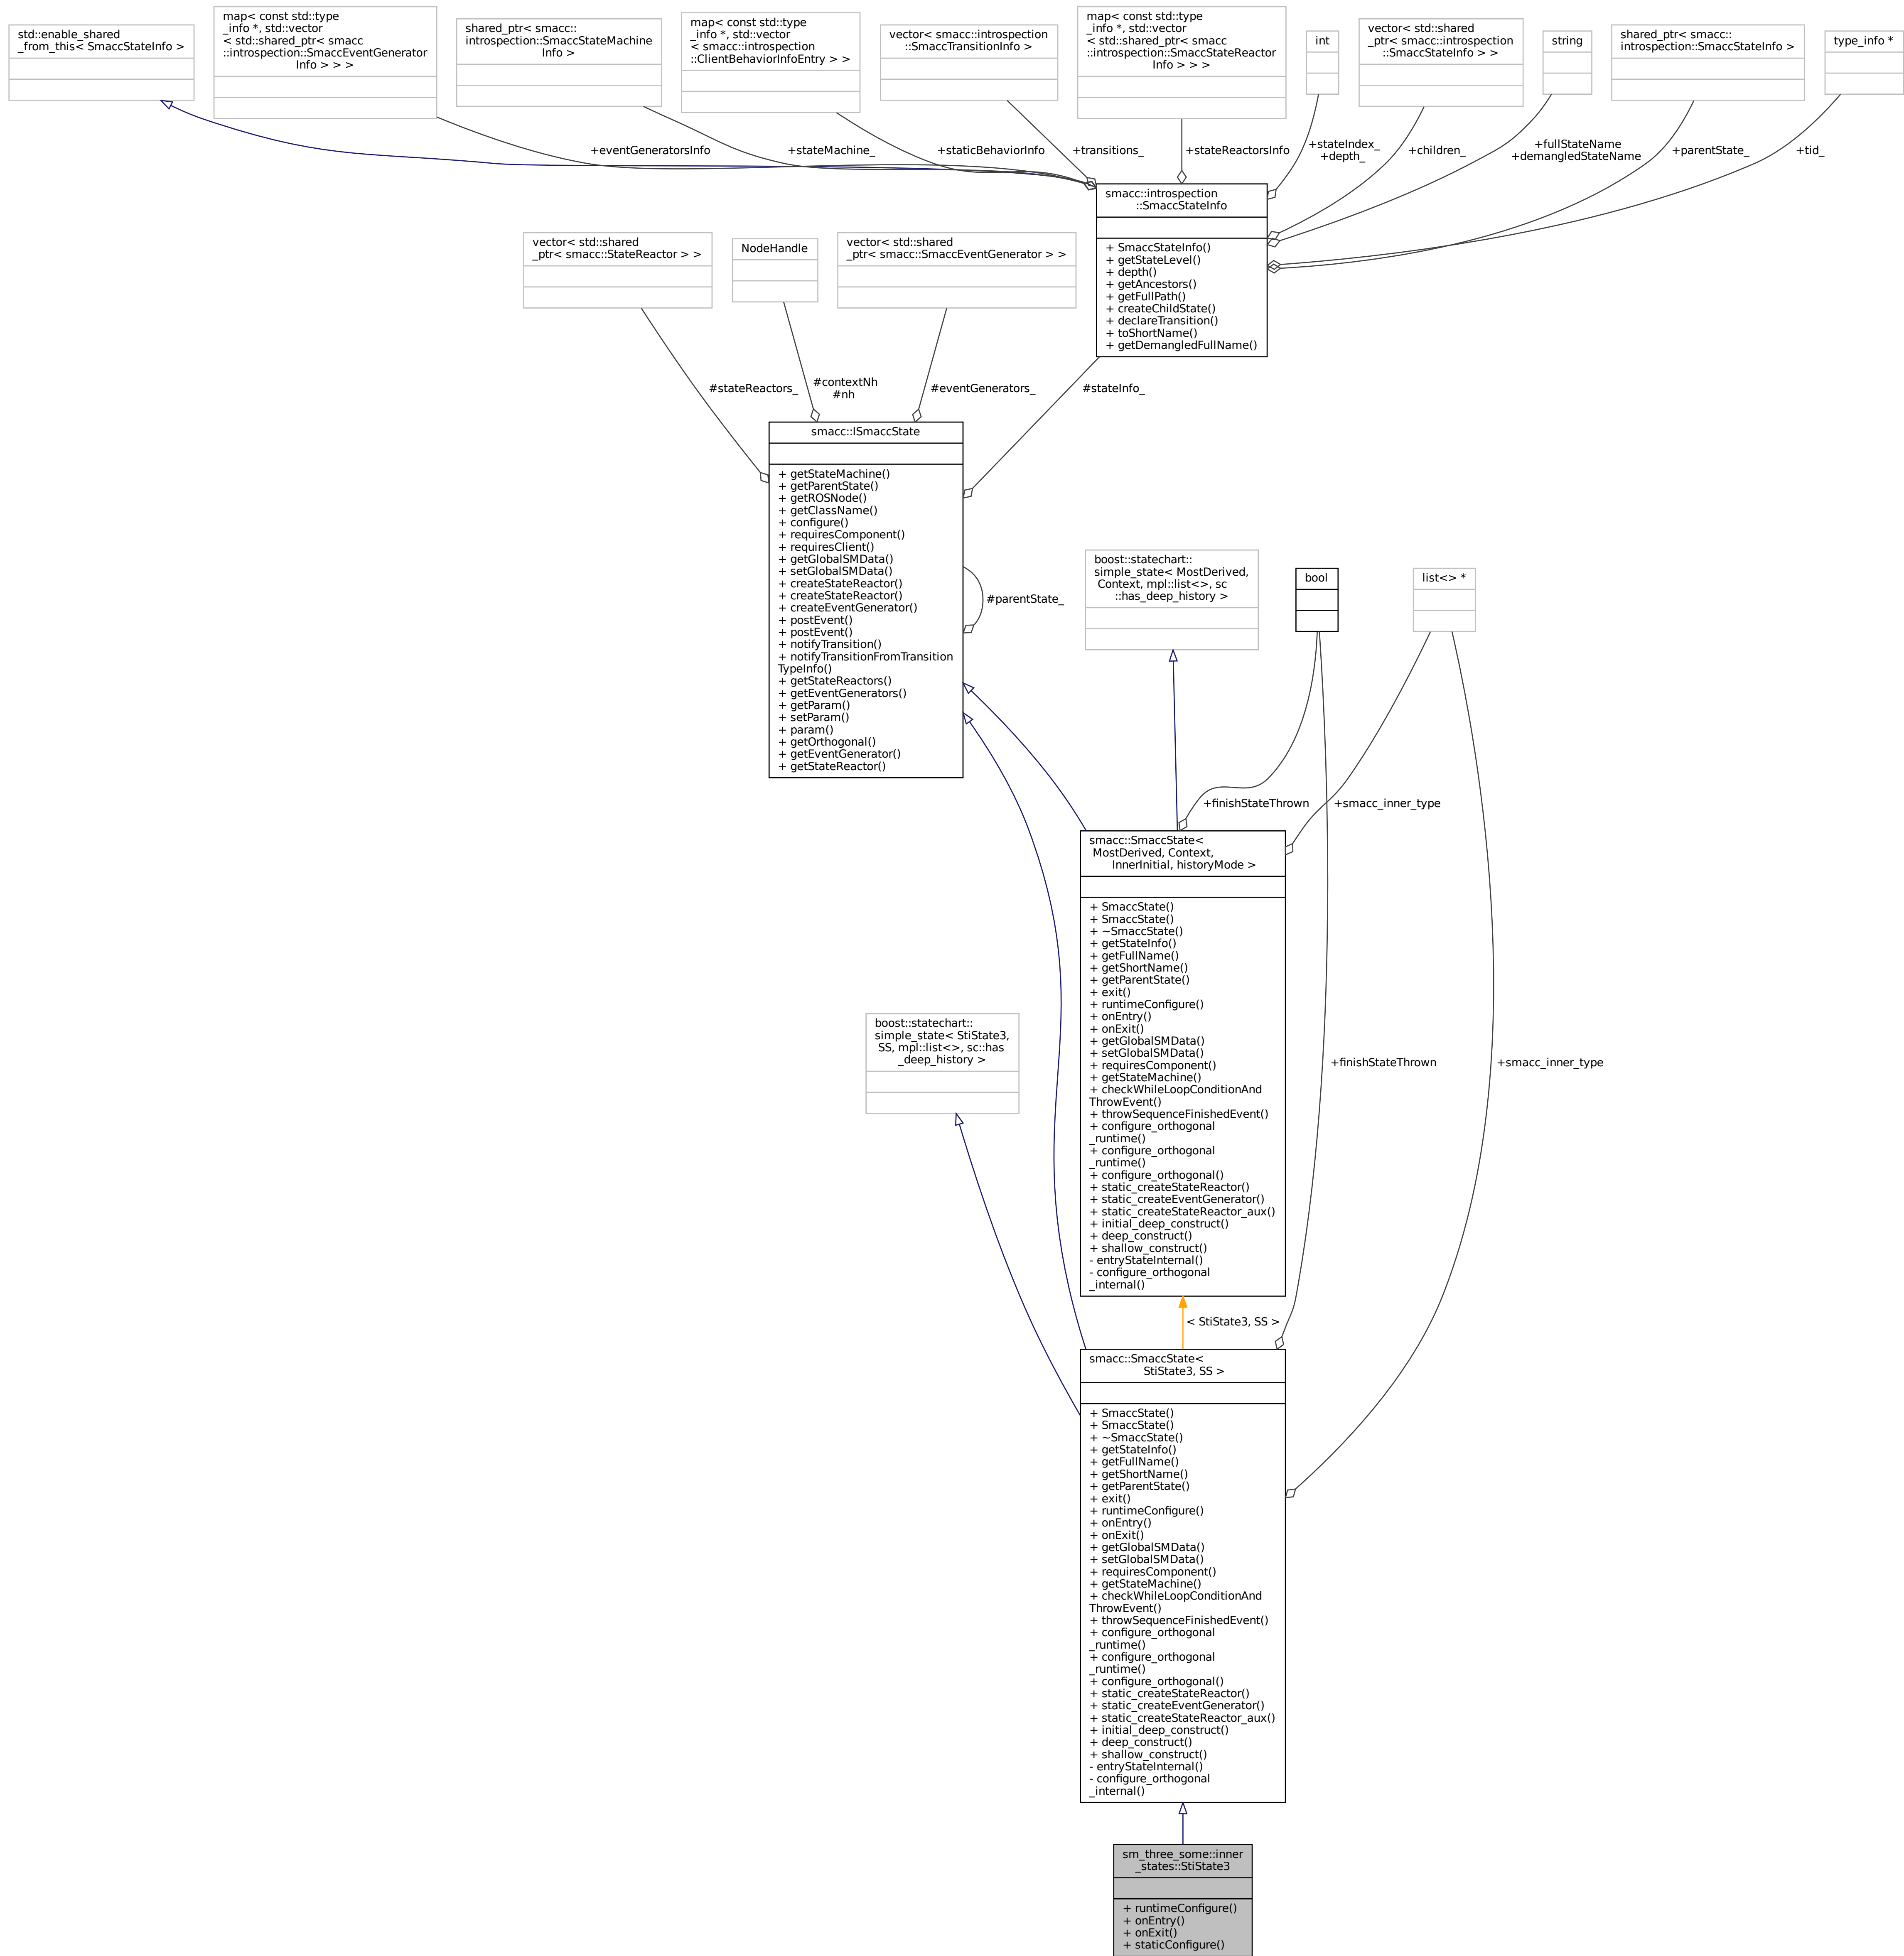 std::enable_shared
_from_this< SmaccStateInfo >
map< const std::type
_info *, std::vector
< std::shared_ptr< smacc
::introspection::SmaccEventGenerator
Info > > >
shared_ptr< smacc::
introspection::SmaccStateMachine
Info >
map< const std::type
_info *, std::vector
< smacc::introspection
::ClientBehaviorInfoEntry > >
vector< smacc::introspection
::SmaccTransitionInfo >
map< const std::type
_info *, std::vector
< std::shared_ptr< smacc
::introspection::SmaccStateReactor
Info > > >
int
vector< std::shared
_ptr< smacc::introspection
::SmaccStateInfo > >
string
shared_ptr< smacc::
introspection::SmaccStateInfo >
type_info *
+eventGeneratorsInfo
+stateMachine_
+staticBehaviorInfo
+transitions_
+stateReactorsInfo
+stateIndex_
+depth_
+children_
+fullStateName
+demangledStateName
+parentState_
+tid_
smacc::introspection
::SmaccStateInfo
+ SmaccStateInfo()
+ getStateLevel()
+ depth()
+ getAncestors()
+ getFullPath()
+ createChildState()
+ declareTransition()
+ toShortName()
+ getDemangledFullName()
vector< std::shared
_ptr< smacc::StateReactor > >
NodeHandle
vector< std::shared
_ptr< smacc::SmaccEventGenerator > >
#stateReactors_
#contextNh
#nh
#eventGenerators_
#stateInfo_
smacc::ISmaccState
+ getStateMachine()
+ getParentState()
+ getROSNode()
+ getClassName()
+ configure()
+ requiresComponent()
+ requiresClient()
+ getGlobalSMData()
+ setGlobalSMData()
+ createStateReactor()
+ createStateReactor()
+ createEventGenerator()
+ postEvent()
+ postEvent()
+ notifyTransition()
+ notifyTransitionFromTransition
TypeInfo()
+ getStateReactors()
+ getEventGenerators()
+ getParam()
+ setParam()
+ param()
+ getOrthogonal()
+ getEventGenerator()
+ getStateReactor()
#parentState_
boost::statechart::
simple_state< MostDerived,
Context, mpl::list<>, sc
::has_deep_history >
bool
list<> *
+finishStateThrown
+smacc_inner_type
smacc::SmaccState<
MostDerived, Context,
InnerInitial, historyMode >
+ SmaccState()
+ SmaccState()
+ ~SmaccState()
+ getStateInfo()
+ getFullName()
+ getShortName()
+ getParentState()
+ exit()
+ runtimeConfigure()
+ onEntry()
+ onExit()
+ getGlobalSMData()
+ setGlobalSMData()
+ requiresComponent()
+ getStateMachine()
+ checkWhileLoopConditionAnd
ThrowEvent()
+ throwSequenceFinishedEvent()
+ configure_orthogonal
_runtime()
+ configure_orthogonal
_runtime()
+ configure_orthogonal()
+ static_createStateReactor()
+ static_createEventGenerator()
+ static_createStateReactor_aux()
+ initial_deep_construct()
+ deep_construct()
+ shallow_construct()
- entryStateInternal()
- configure_orthogonal
_internal()
boost::statechart::
simple_state< StiState3,
SS, mpl::list<>, sc::has
_deep_history >
+finishStateThrown
+smacc_inner_type
< StiState3, SS >
smacc::SmaccState<
StiState3, SS >
+ SmaccState()
+ SmaccState()
+ ~SmaccState()
+ getStateInfo()
+ getFullName()
+ getShortName()
+ getParentState()
+ exit()
+ runtimeConfigure()
+ onEntry()
+ onExit()
+ getGlobalSMData()
+ setGlobalSMData()
+ requiresComponent()
+ getStateMachine()
+ checkWhileLoopConditionAnd
ThrowEvent()
+ throwSequenceFinishedEvent()
+ configure_orthogonal
_runtime()
+ configure_orthogonal
_runtime()
+ configure_orthogonal()
+ static_createStateReactor()
+ static_createEventGenerator()
+ static_createStateReactor_aux()
+ initial_deep_construct()
+ deep_construct()
+ shallow_construct()
- entryStateInternal()
- configure_orthogonal
_internal()
sm_three_some::inner
_states::StiState3
+ runtimeConfigure()
+ onEntry()
+ onExit()
+ staticConfigure()